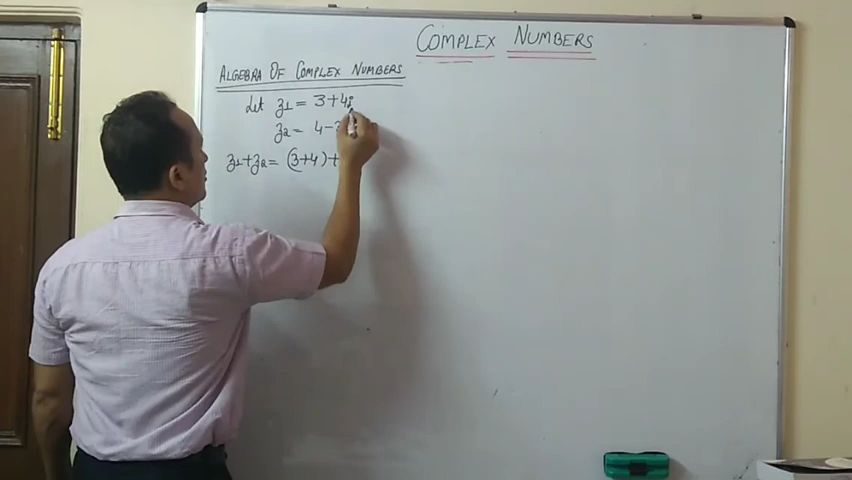 COMPLEX NUMBERS
ALGEBRA OF COMPLEX NUMBERS
Let z1 = 3+4i
z2 = 4-
z1+z2 = (3+4)+